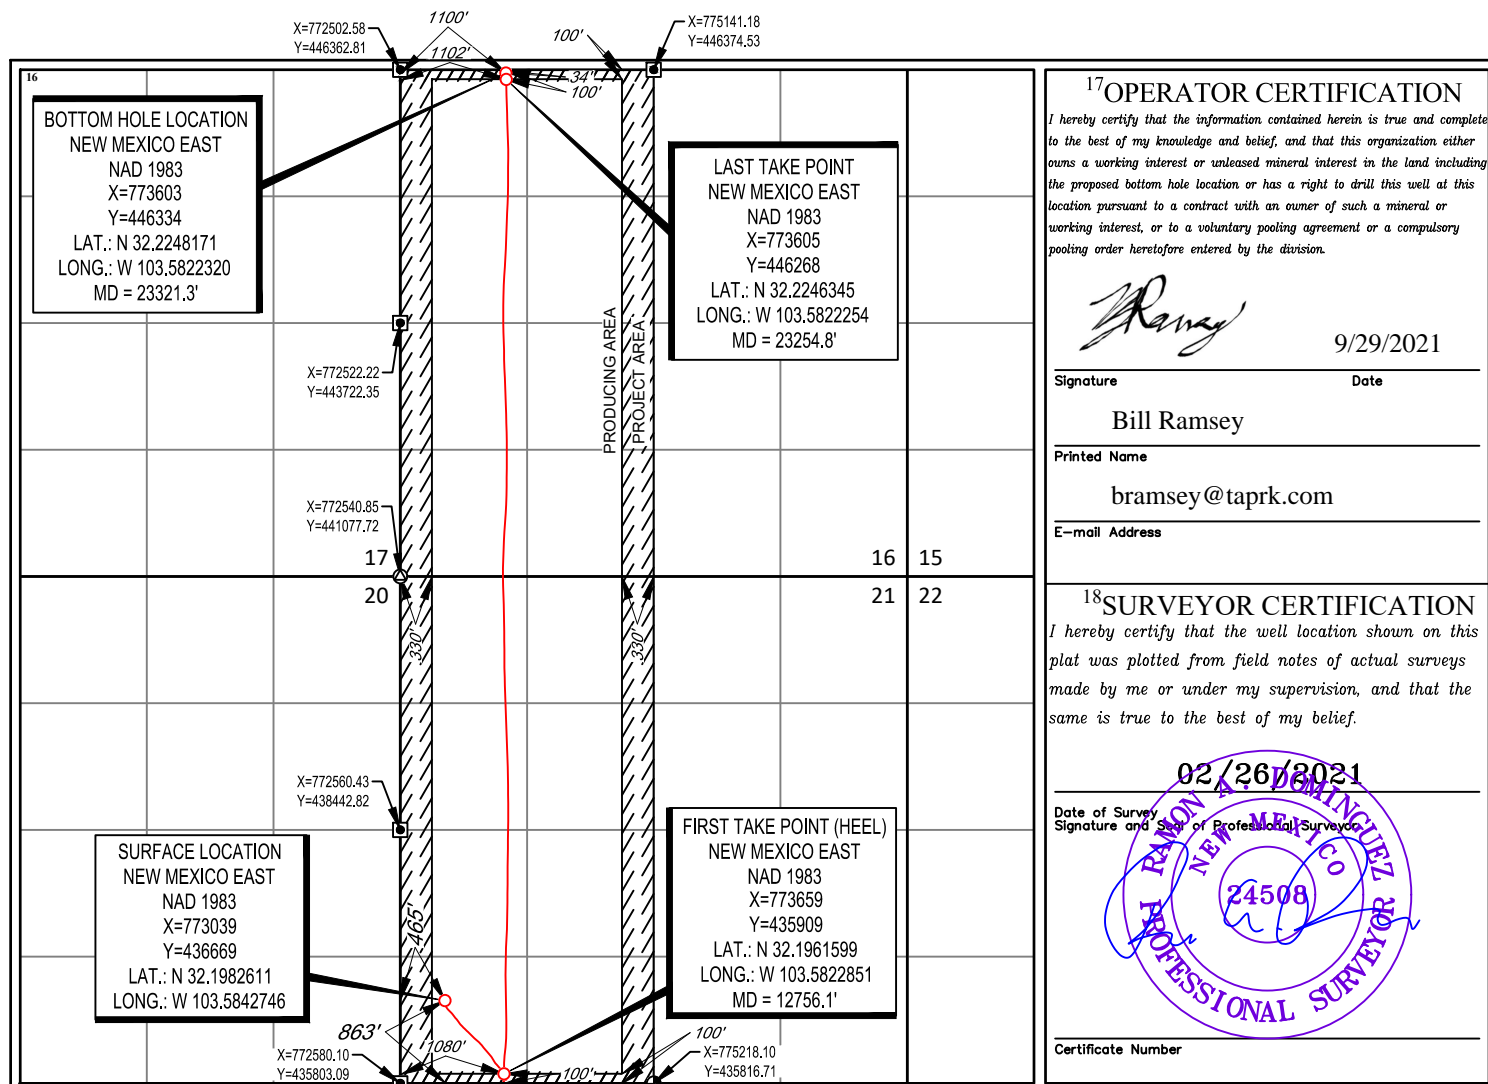 X=772502.58
Y=446362.81
1100'
1102'
100'
X=775141.18
Y=446374.53
34'
100'
16
BOTTOM HOLE LOCATION
NEW MEXICO EAST
NAD 1983
X=773603
Y=446334
LAT.: N 32.2248171
LONG.: W 103.5822320
MD = 23321.3'
LAST TAKE POINT
NEW MEXICO EAST
NAD 1983
X=773605
Y=446268
LAT.: N 32.2246345
LONG.: W 103.5822254
MD = 23254.8'
PRODUCING AREA
PROJECT AREA
X=772522.22
Y=443722.35
X=772540.85
Y=441077.72
17
16
15
20
21
22
330'
330'
X=772560.43
Y=438442.82
SURFACE LOCATION
NEW MEXICO EAST
NAD 1983
X=773039
Y=436669
LAT.: N 32.1982611
LONG.: W 103.5842746
465'
863'
FIRST TAKE POINT (HEEL)
NEW MEXICO EAST
NAD 1983
X=773659
Y=435909
LAT.: N 32.1961599
LONG.: W 103.5822851
MD = 12756.1'
X=772580.10
Y=435803.09
1080'
100'
100'
X=775218.10
Y=435816.71
17 OPERATOR CERTIFICATION
I hereby certify that the information contained herein is true and complete
to the best of my knowledge and belief, and that this organization either
owns a working interest or unleased mineral interest in the land including
the proposed bottom hole location or has a right to drill this well at this
location pursuant to a contract with an owner of such a mineral or
working interest, or to a voluntary pooling agreement or a compulsory
pooling order heretofore entered by the division.
9/29/2021
Signature
Date
Bill Ramsey
Printed Name
bramsey@taprk.com
E-mail Address
18 SURVEYOR CERTIFICATION
I hereby certify that the well location shown on this
plat was plotted from field notes of actual surveys
made by me or under my supervision, and that the
same is true to the best of my belief.
02/26/2021
Date of Survey
Signature and Seal of Professional Surveyor:
RAMON A. DOMINGUEZ
NEW MEXICO
24508
PROFESSIONAL SURVEYOR
Certificate Number